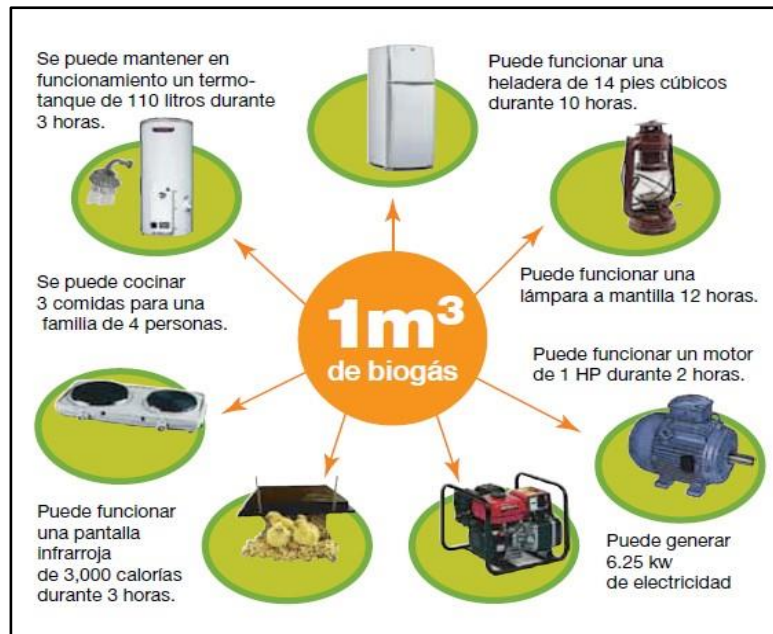 Se puede mantener en
funcionamiento un termo-
tanque de 110 litros durante
3 horas.
Puede funcionar una
heladera de 14 pies cúbicos
durante 10 horas.
Se puede cocinar
3 comidas para una
familia de 4 personas.
1m³
de biogás
Puede funcionar una
lámpara a mantilla 12 horas.
Puede funcionar un motor
de 1 HP durante 2 horas.
Puede funcionar
una pantalla
infrarroja
de 3,000 calorías
durante 3 horas.
Puede generar
6.25 kw
de electricidad